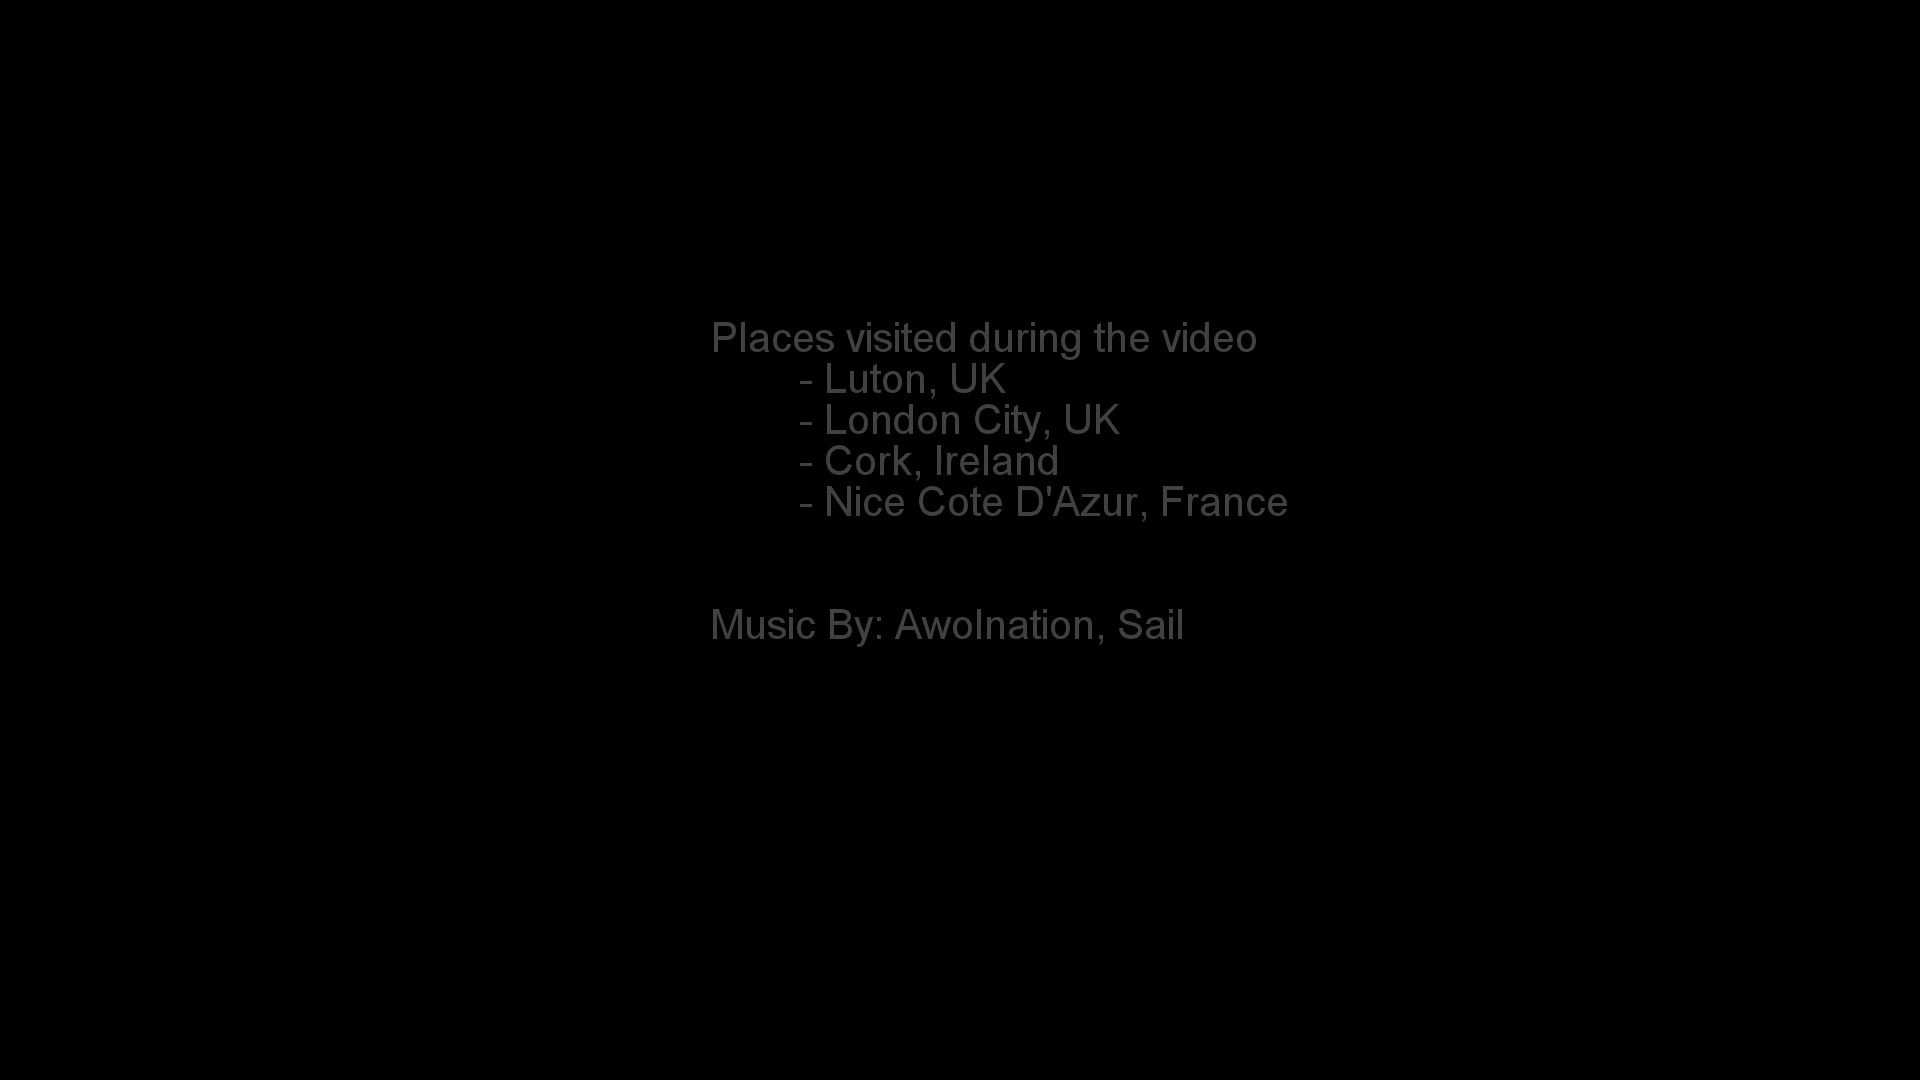 Places visited during the video
- Luton, UK
- London City, UK
- Cork, Ireland
- Nice Cote D'Azur, France
Music By: Awolnation, Sail